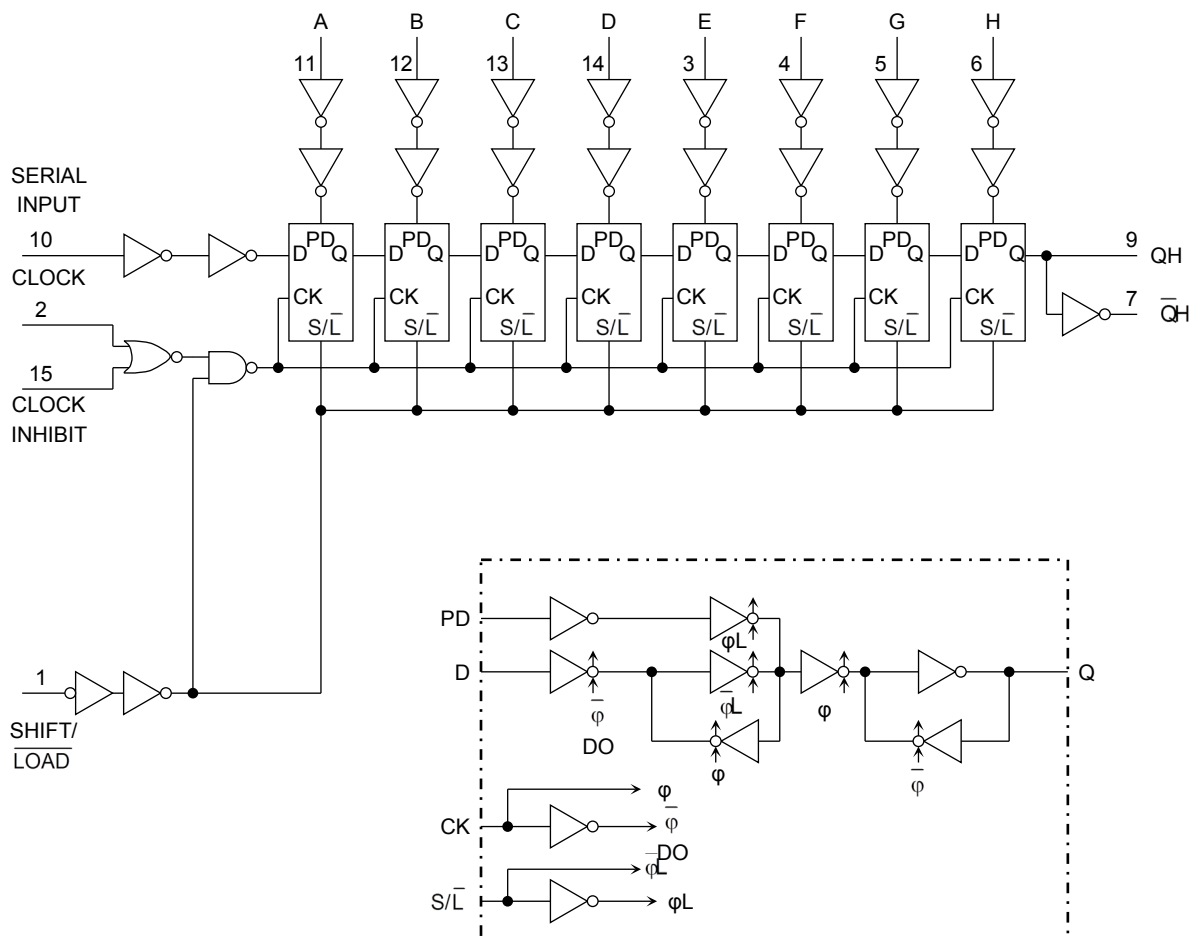 A B C D E F G H
11 12 13 14 3 4 5 6
SERIAL
INPUT
10
D PD Q D PD Q D PD Q D PD Q D PD Q D PD Q D PD Q D PD Q
9 QH
CLOCK
CK CK CK CK CK CK CK CK
7 Q̅H
2
S/L̅ S/L̅ S/L̅ S/L̅ S/L̅ S/L̅ S/L̅ S/L̅
15
CLOCK
INHIBIT
PD
φL
1
D
Q
φ̅
φ̅L
φ
SHIFT/
L̅O̅A̅D̅
DO
φ
φ̅
φ
CK
φ̅
DO
φ̅L
S/L̅
φL